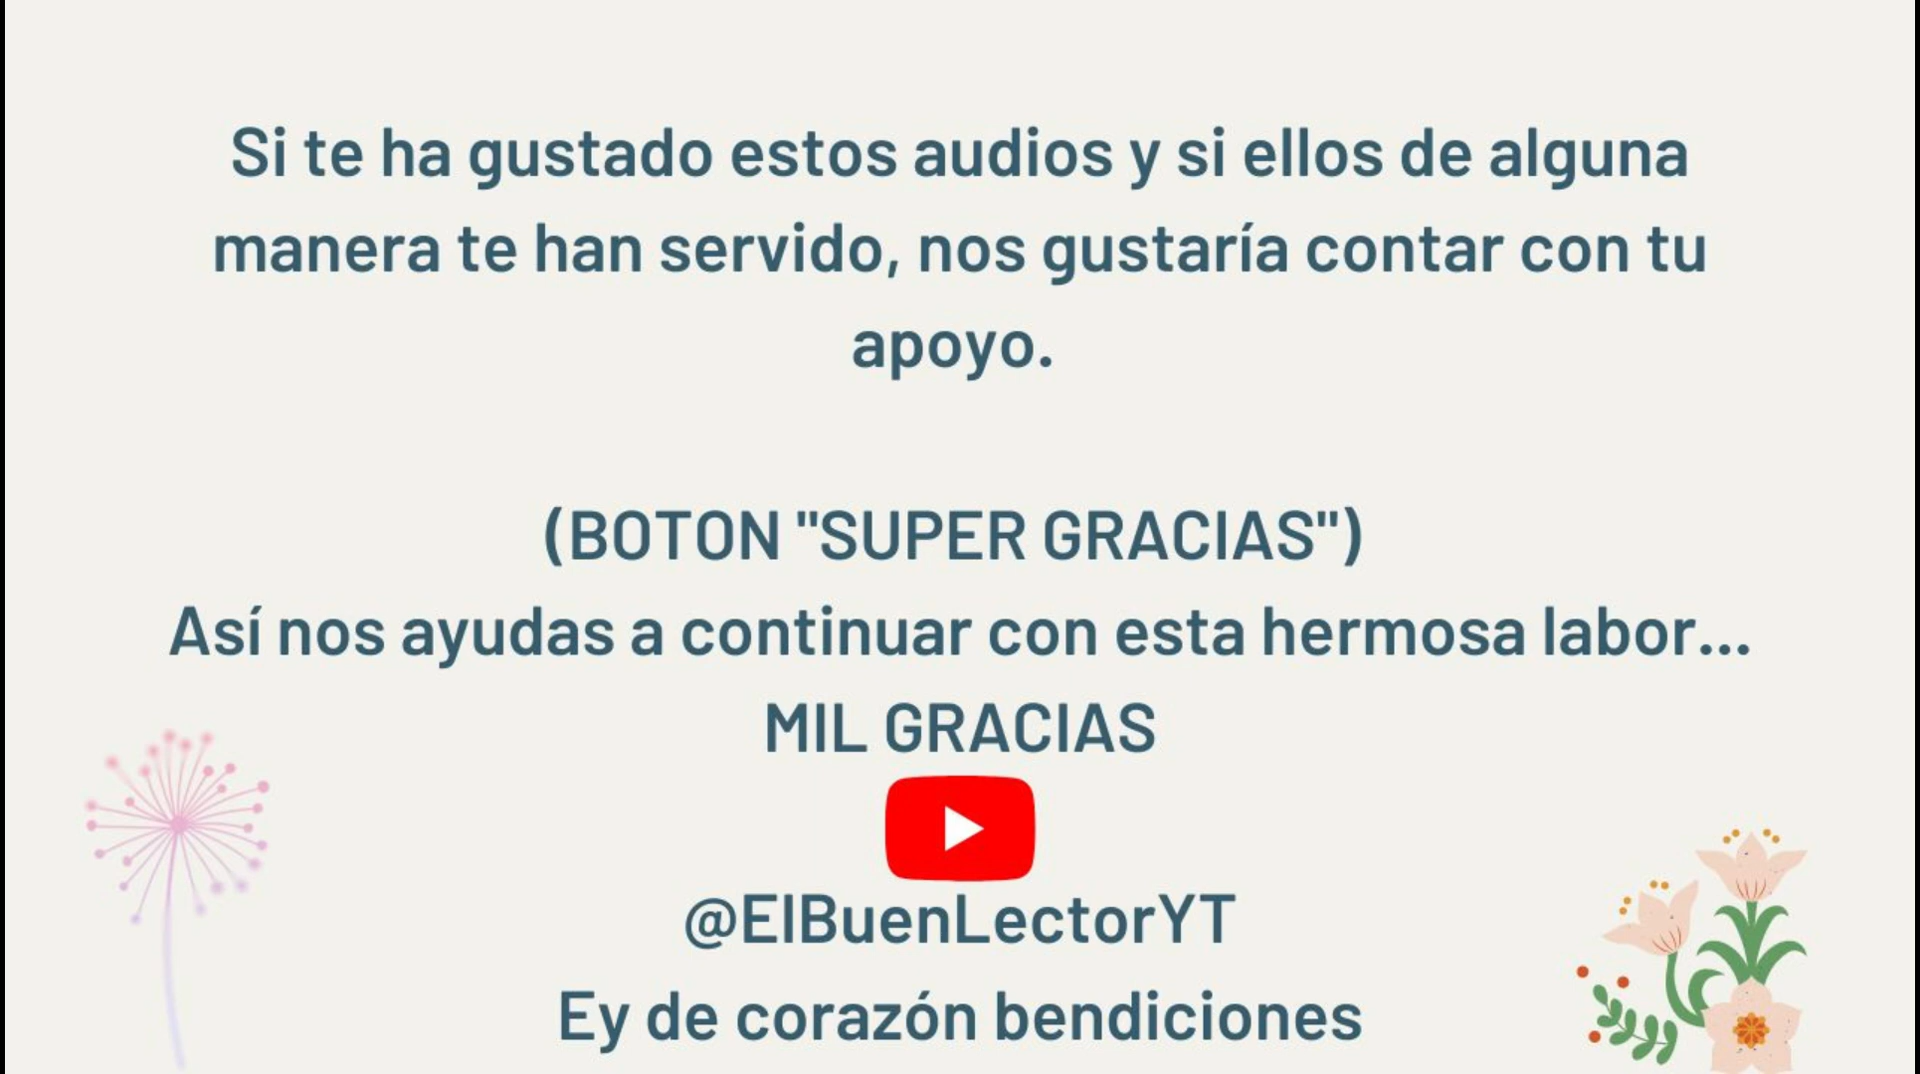 Si te ha gustado estos audios y si ellos de alguna
manera te han servido, nos gustaría contar con tu
apoyo.
(BOTON "SUPER GRACIAS")
Así nos ayudas a continuar con esta hermosa labor...
MIL GRACIAS
@ElBuenLectorYT
Ey de corazón bendiciones